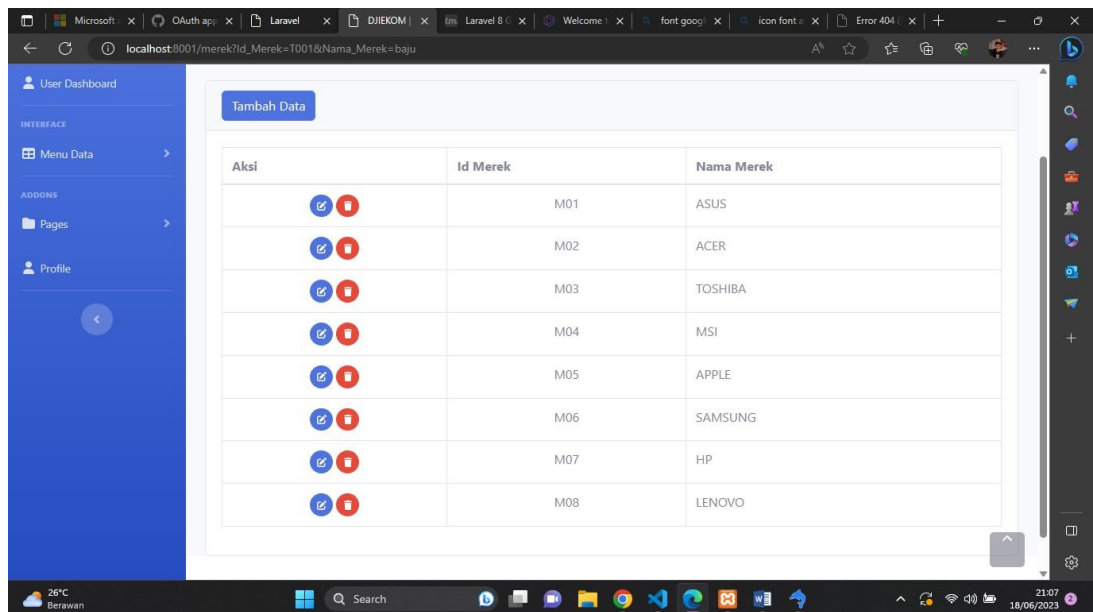 Microsoft
OAuth app
Laravel
DJIEKOM |
Laravel 8
Welcome
font googl
icon font a
Error 404
localhost:8001/merek?Id_Merek=T001&Nama_Merek=baju
User Dashboard
INTERFACE
Menu Data
ADDONS
Pages
Profile
Tambah Data
Aksi Id Merek Nama Merek
M01 ASUS
M02 ACER
M03 TOSHIBA
M04 MSI
M05 APPLE
M06 SAMSUNG
M07 HP
M08 LENOVO
26°C
Berawan
Search
21:07
18/06/2023
2